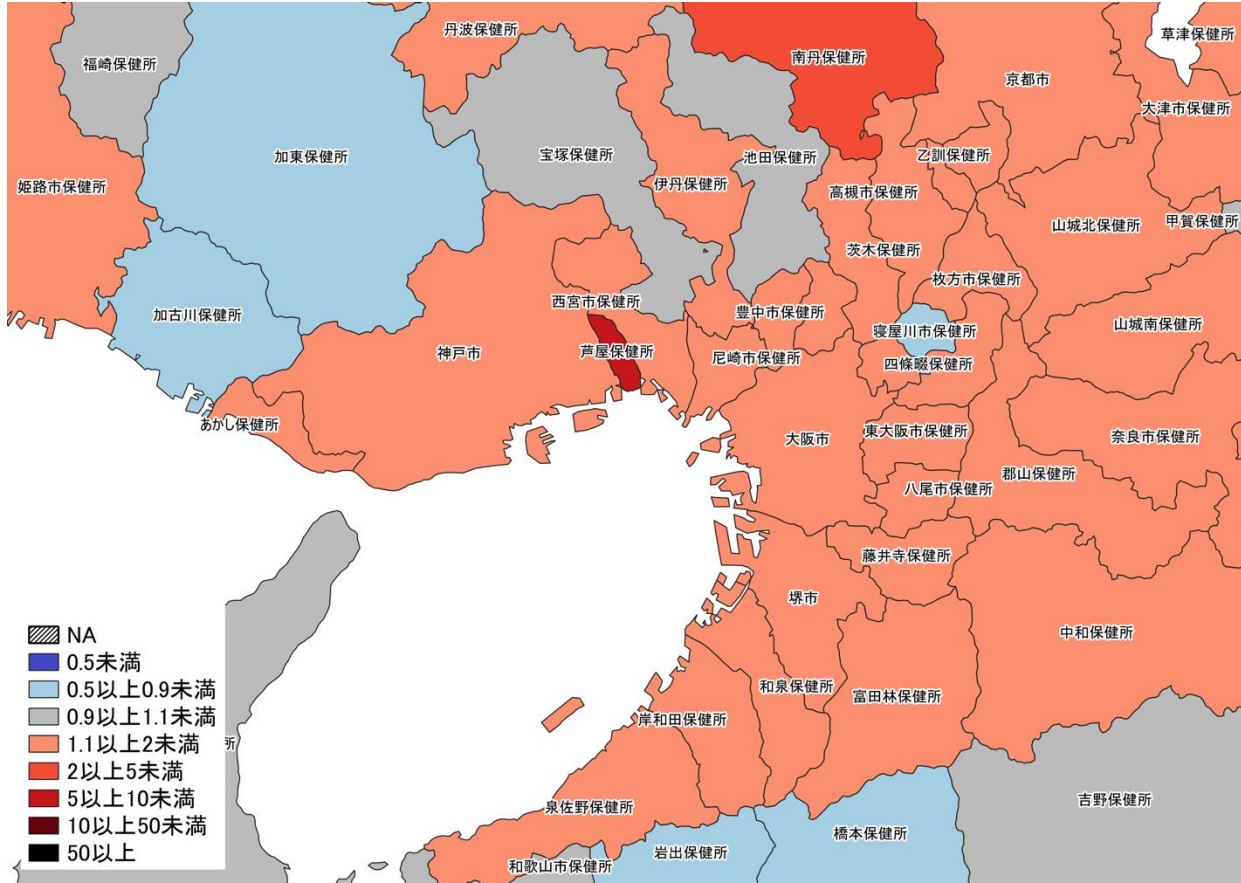 丹波保健所
草津保健所
福崎保健所
南丹保健所
京都市
大津市保健所
加東保健所
宝塚保健所
池田保健所
乙訓保健所
姫路市保健所
伊丹保健所
高槻市保健所
山城北保健所
甲賀保健所
茨木保健所
枚方市保健所
西宮市保健所
加古川保健所
豊中市保健所
寝屋川市保健所
山城南保健所
神戸市
芦屋保健所
尼崎市保健所
四條畷保健所
あかし保健所
大阪市
東大阪市保健所
奈良市保健所
郡山保健所
八尾市保健所
藤井寺保健所
堺市
中和保健所
和泉保健所
富田林保健所
岸和田保健所
泉佐野保健所
吉野保健所
橋本保健所
岩出保健所
和歌山市保健所
NA
0.5未満
0.5以上0.9未満
0.9以上1.1未満
1.1以上2未満
所
2以上5未満
5以上10未満
10以上50未満
50以上